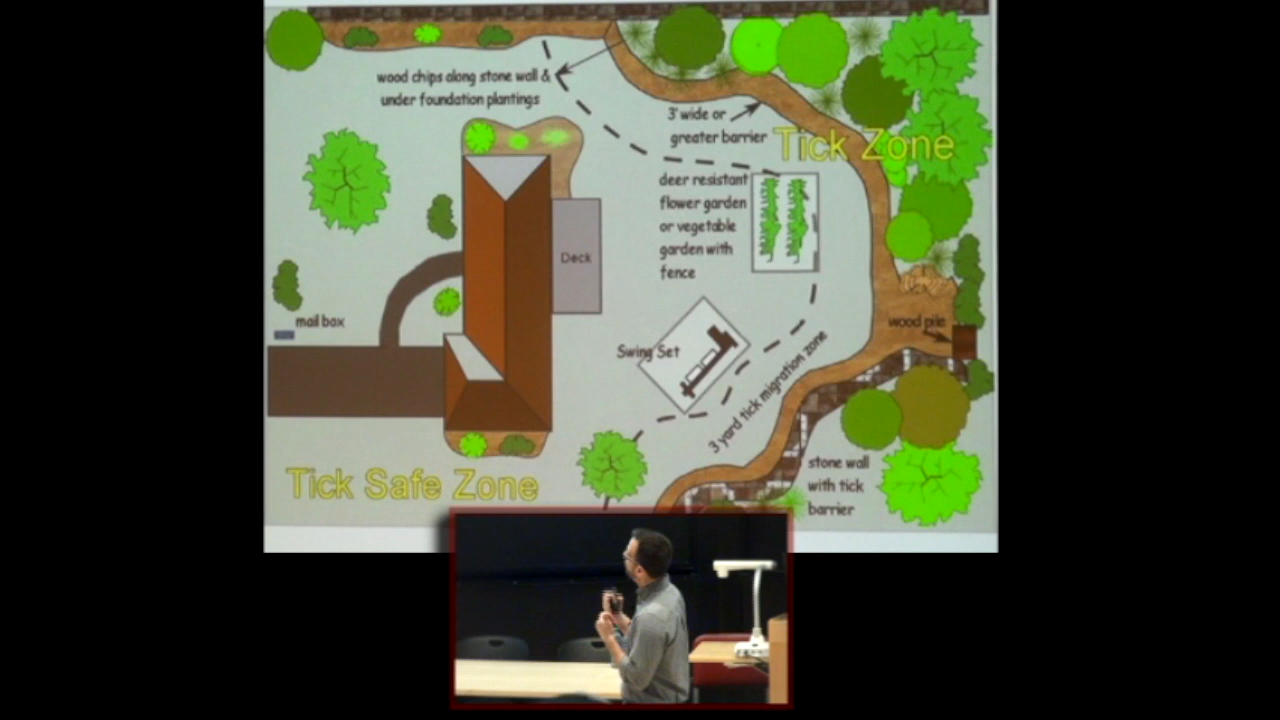 wood chips along stone wall &
under foundation plantings
3' wide or
greater barrier
Tick Zone
deer resistant
flower garden
or vegetable
garden with
fence
Deck
mail box
wood pile
Swing Set
3 yard tick migration zone
stone wall
with tick
barrier
Tick Safe Zone